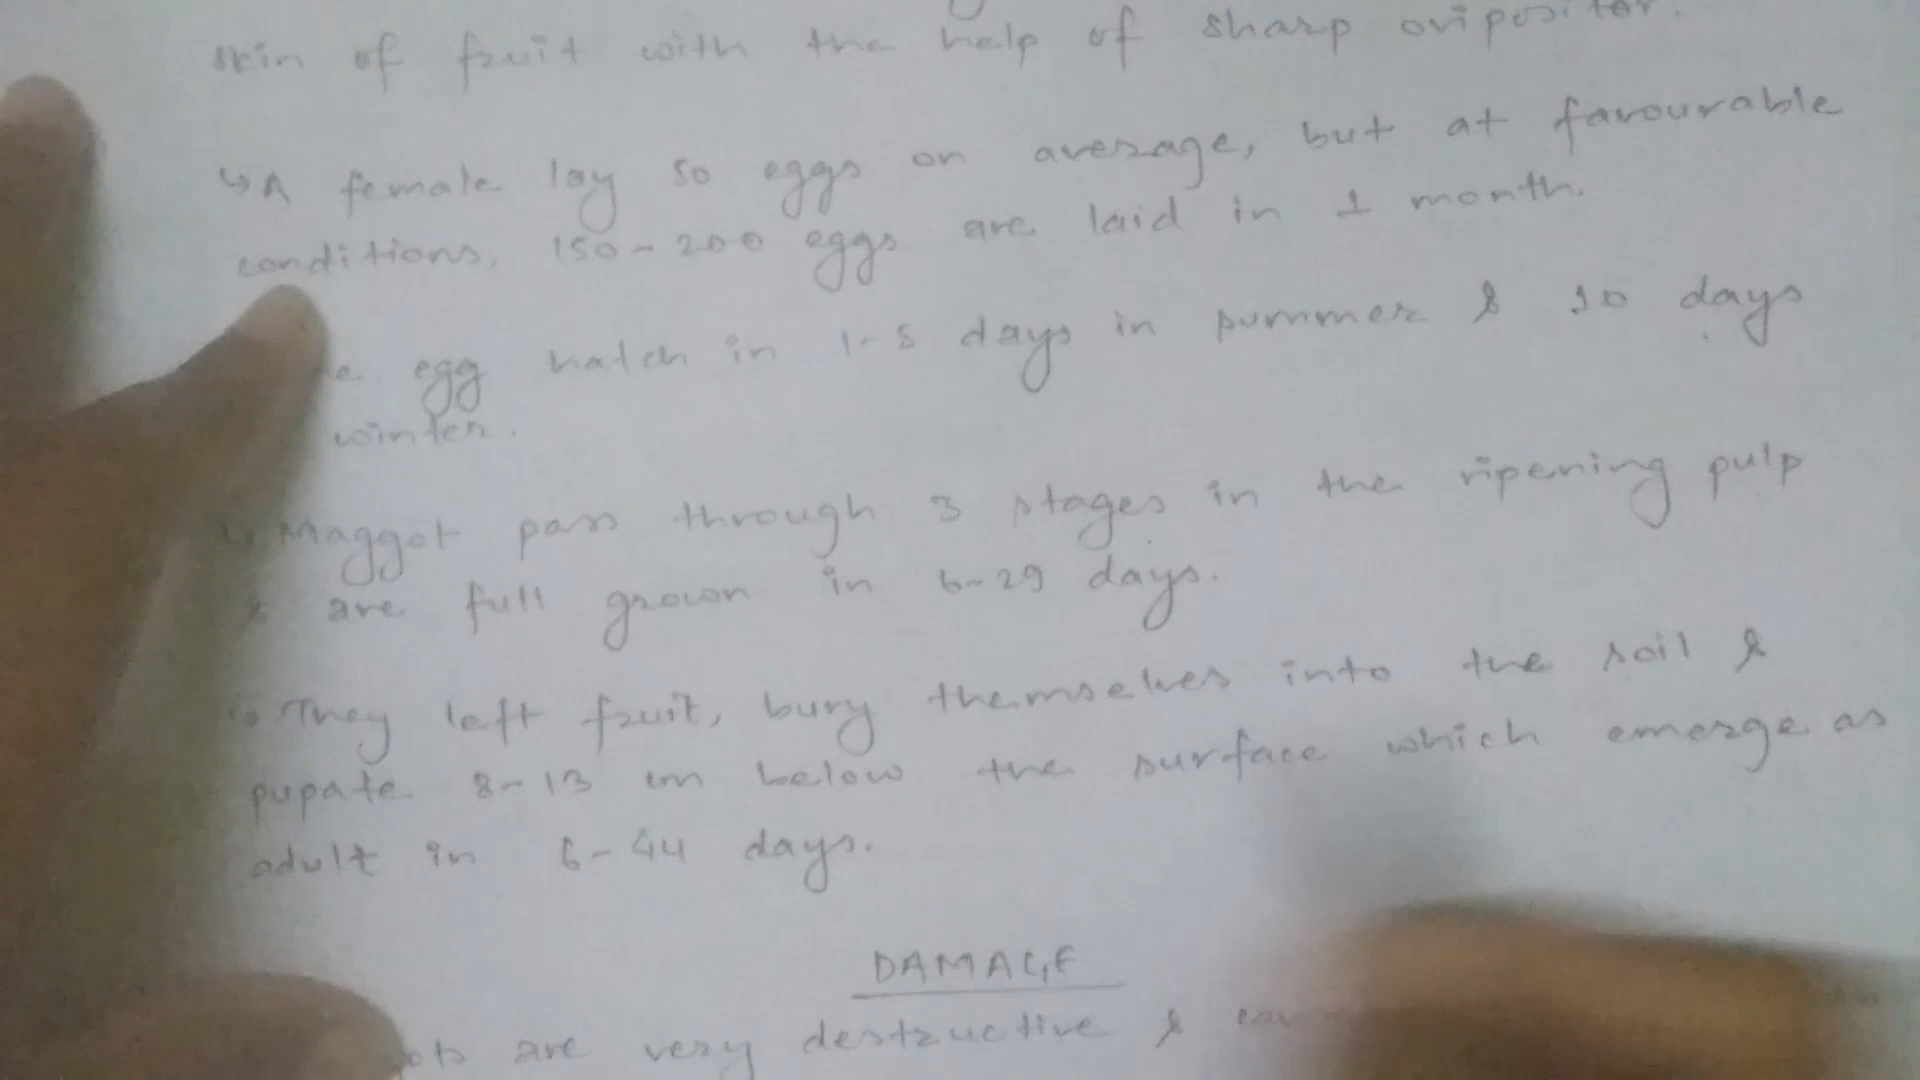 skin of fruit with the help of sharp ovipositor.
↳ A female lay 50 eggs on average, but at favourable
conditions, 150-200 eggs are laid in 1 month.
egg hatch in 1-5 days in summer & 10 days
winter.
Maggot pass through 3 stages in the ripening pulp
& are full grown in 6-29 days.
They left fruit, bury themselves into the soil &
pupate 8-13 cm below the surface which emerge as
adult in 6-44 days.
DAMAGE
are very destructive &